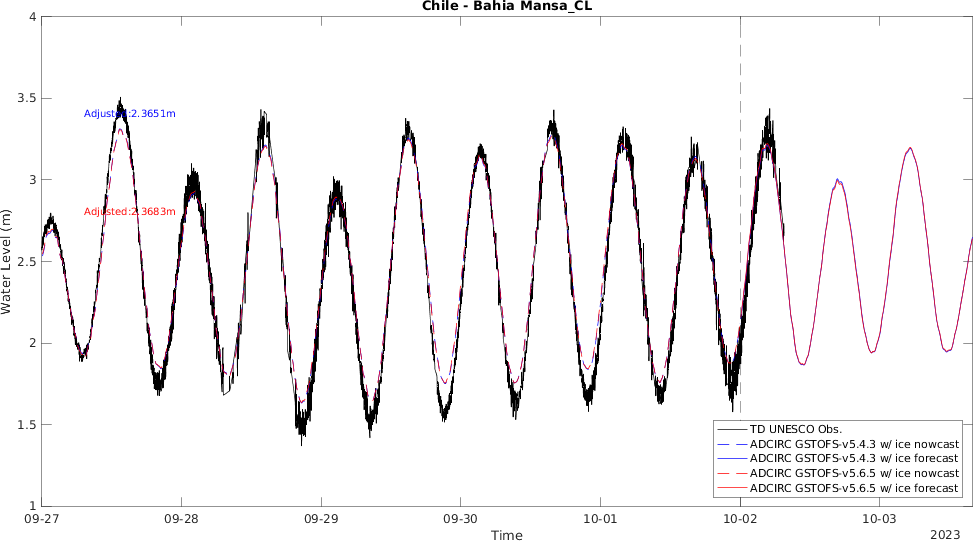 Chile - Bahia Mansa_CL
4
3.5
3
2.5
2
1.5
1
Water Level (m)
Adjusted:2.3651m
Adjusted:2.3683m
TD UNESCO Obs.
ADCIRC GSTOFS-v5.4.3 w/ ice nowcast
ADCIRC GSTOFS-v5.4.3 w/ ice forecast
ADCIRC GSTOFS-v5.6.5 w/ ice nowcast
ADCIRC GSTOFS-v5.6.5 w/ ice forecast
09-27 09-28 09-29 09-30 10-01 10-02 10-03
Time
2023